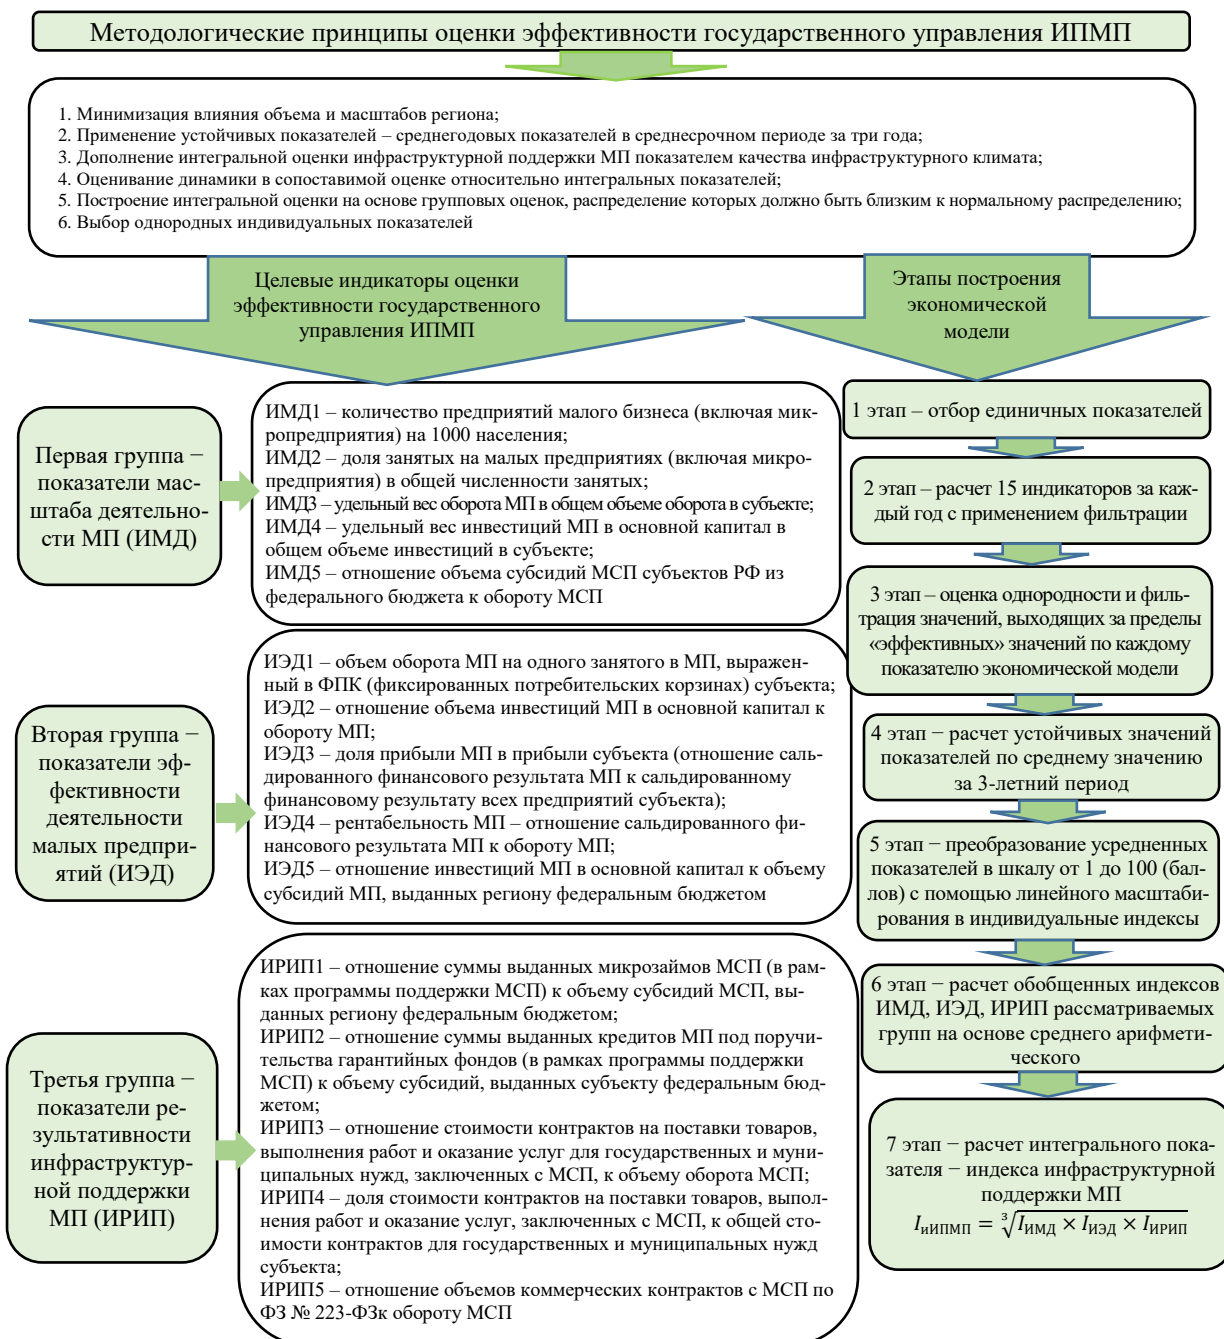 Методологические принципы оценки эффективности государственного управления ИПМП
1. Минимизация влияния объема и масштабов региона;
2. Применение устойчивых показателей – среднегодовых показателей в среднесрочном периоде за три года;
3. Дополнение интегральной оценки инфраструктурной поддержки МП показателем качества инфраструктурного климата;
4. Оценивание динамики в сопоставимой оценке относительно интегральных показателей;
5. Построение интегральной оценки на основе групповых оценок, распределение которых должно быть близким к нормальному распределению;
6. Выбор однородных индивидуальных показателей
Целевые индикаторы оценки
эффективности государственного
управления ИПМП
Первая группа −
показатели мас-
штаба деятельно-
сти МП (ИМД)
ИМД1 – количество предприятий малого бизнеса (включая мик-
ропредприятия) на 1000 населения;
ИМД2 – доля занятых на малых предприятиях (включая микро-
предприятия) в общей численности занятых;
ИМД3 – удельный вес оборота МП в общем объеме оборота в субъекте;
ИМД4 – удельный вес инвестиций МП в основной капитал в
общем объеме инвестиций в субъекте;
ИМД5 – отношение объема субсидий МСП субъектов РФ из
федерального бюджета к обороту МСП
Вторая группа −
показатели эф-
фективности
деятельности
малых предпри-
ятий (ИЭД)
ИЭД1 – объем оборота МП на одного занятого в МП, выражен-
ный в ФПК (фиксированных потребительских корзинах) субъекта;
ИЭД2 – отношение объема инвестиций МП в основной капитал к
обороту МП;
ИЭД3 – доля прибыли МП в прибыли субъекта (отношение саль-
дированного финансового результата МП к сальдированному
финансовому результату всех предприятий субъекта);
ИЭД4 – рентабельность МП – отношение сальдированного фи-
нансового результата МП к обороту МП;
ИЭД5 – отношение инвестиций МП в основной капитал к объему
субсидий МП, выданных региону федеральным бюджетом
Третья группа −
показатели ре-
зультативности
инфраструктур-
ной поддержки
МП (ИРИП)
ИРИП1 – отношение суммы выданных микрозаймов МСП (в рам-
ках программы поддержки МСП) к объему субсидий МСП, вы-
данных региону федеральным бюджетом;
ИРИП2 – отношение суммы выданных кредитов МП под поручи-
тельства гарантийных фондов (в рамках программы поддержки
МСП) к объему субсидий, выданных субъекту федеральным бюд-
жетом;
ИРИП3 – отношение стоимости контрактов на поставки товаров,
выполнения работ и оказание услуг для государственных и муни-
ципальных нужд, заключенных с МСП, к объему оборота МСП;
ИРИП4 – доля стоимости контрактов на поставки товаров, выпол-
нения работ и оказание услуг, заключенных с МСП, к общей сто-
имости контрактов для государственных и муниципальных нужд
субъекта;
ИРИП5 – отношение объемов коммерческих контрактов с МСП по
ФЗ № 223-ФЗк обороту МСП
Этапы построения
экономической
модели
1 этап – отбор единичных показателей
2 этап – расчет 15 индикаторов за каж-
дый год с применением фильтрации
3 этап – оценка однородности и филь-
трация значений, выходящих за пределы
«эффективных» значений по каждому
показателю экономической модели
4 этап – расчет устойчивых значений
показателей по среднему значению
за 3-летний период
5 этап − преобразование усредненных
показателей в шкалу от 1 до 100 (бал-
лов) с помощью линейного масштаби-
рования в индивидуальные индексы
6 этап − расчет обобщенных индексов
ИМД, ИЭД, ИРИП рассматриваемых
групп на основе среднего арифмети-
ческого
7 этап − расчет интегрального пока-
зателя − индекса инфраструктурной
поддержки МП
𝐼иИПМП = ∛(𝐼ИМД × 𝐼ИЭД × 𝐼ИРИП)